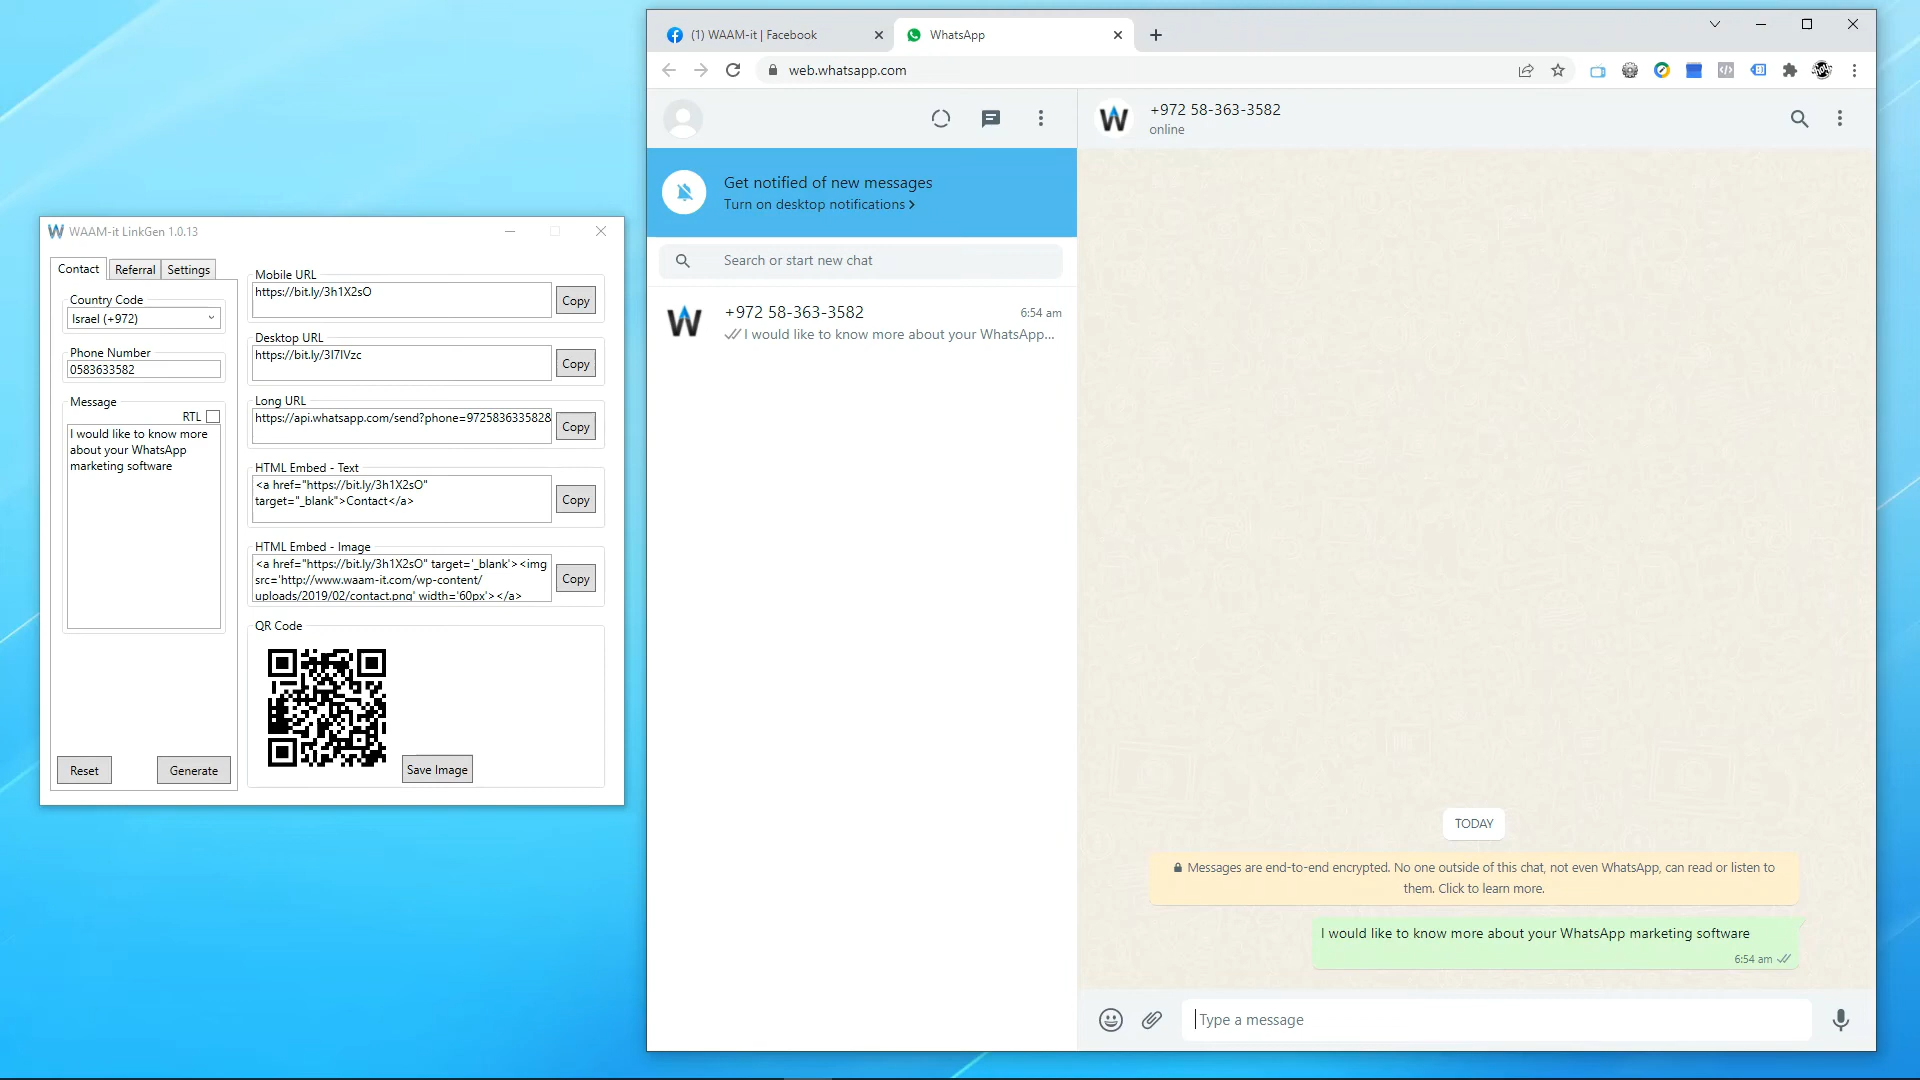 WAAM-it LinkGen 1.0.13
Contact
Referral
Settings
Country Code
Israel (+972)
Phone Number
0583633582
Message
RTL
I would like to know more
about your WhatsApp
marketing software
Reset
Generate
Mobile URL
https://bit.ly/3h1X2sO
Copy
Desktop URL
Copy
Long URL
https://api.whatsapp.com/send?phone=972583633582&
Copy
HTML Embed - Text
<a href="https://bit.ly/3h1X2sO"
target="_blank">Contact</a>
Copy
HTML Embed - Image
<a href="https://bit.ly/3h1X2sO" target='_blank'><img
src='http://www.waam-it.com/wp-content/
uploads/2019/02/contact.png' width='60px'></a>
Copy
QR Code
Save Image
(1) WAAM-it | Facebook
WhatsApp
web.whatsapp.com
Get notified of new messages
Turn on desktop notifications >
Search or start new chat
+972 58-363-3582
6:54 am
I would like to know more about your WhatsApp...
+972 58-363-3582
online
TODAY
Messages are end-to-end encrypted. No one outside of this chat, not even WhatsApp, can read or listen to
them. Click to learn more.
I would like to know more about your WhatsApp marketing software
6:54 am
Type a message